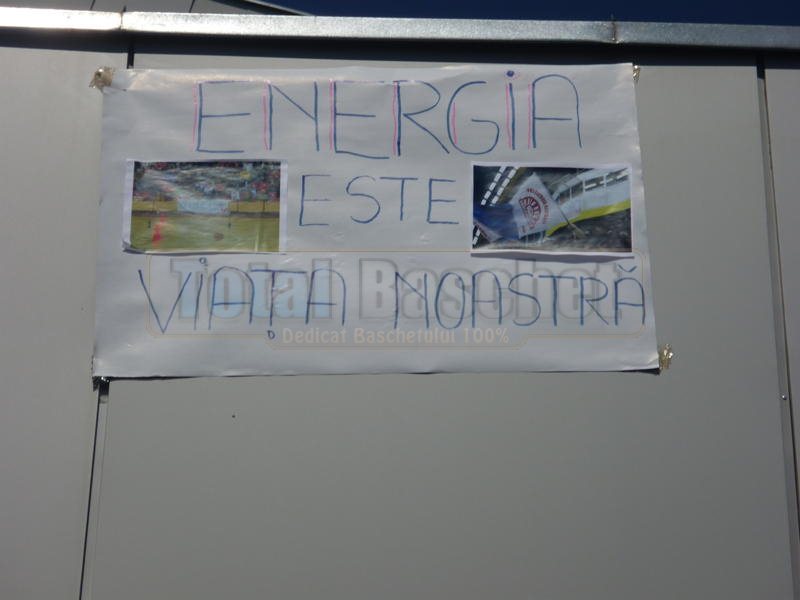 ENERGiA
ESTE
ViAȚA NOASTRĂ
Total Baschet
Dedicat Baschetului 100%